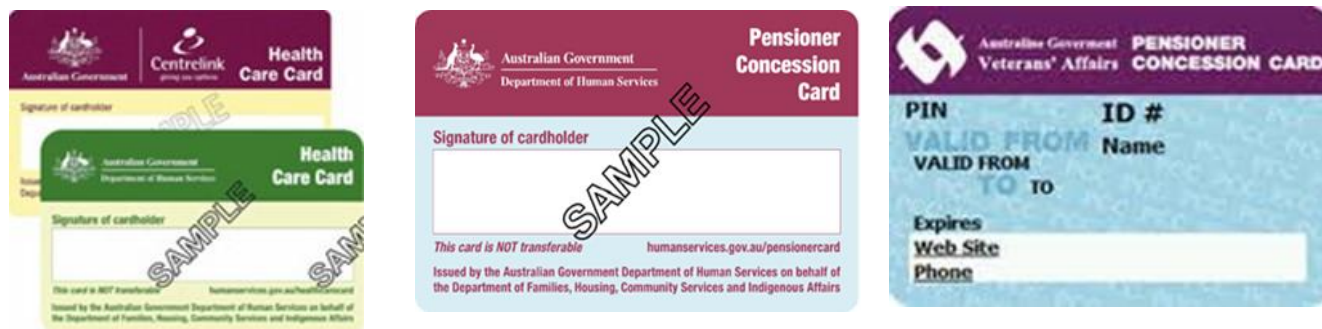 Australian Government
Centrelink
giving you options
Health
Care Card
Signature of cardholder
SAMPLE
Australian Government
Department of Human Services
Health
Care Card
Signature of cardholder
SAMPLE
SAM
This card is NOT transferable
humanservices.gov.au/healthcarecard
Issued by the Australian Government Department of Human Services on behalf of
the Department of Families, Housing, Community Services and Indigenous Affairs
Australian Government
Department of Human Services
Pensioner
Concession
Card
Signature of cardholder
SAMPLE
This card is NOT transferable
humanservices.gov.au/pensionercard
Issued by the Australian Government Department of Human Services on behalf of
the Department of Families, Housing, Community Services and Indigenous Affairs
Australine Goverment
Veterans' Affairs
PENSIONER
CONCESSION CARD
PIN
ID #
VALID FROM
Name
VALID FROM
TO TO
Expires
Web Site
Phone